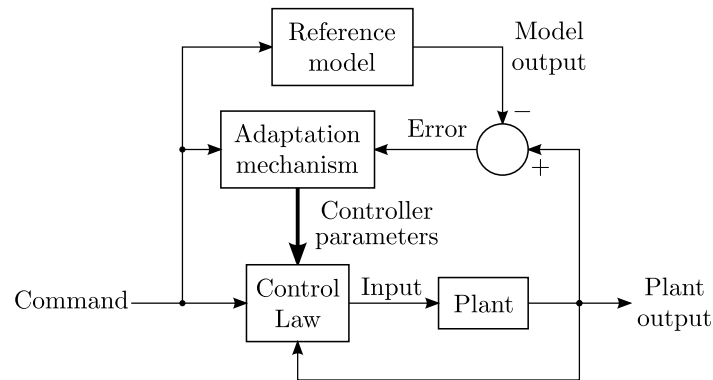 Reference
model
Model
output
−
Adaptation
mechanism
Error
+
Controller
parameters
Command
Control
Law
Input
Plant
Plant
output